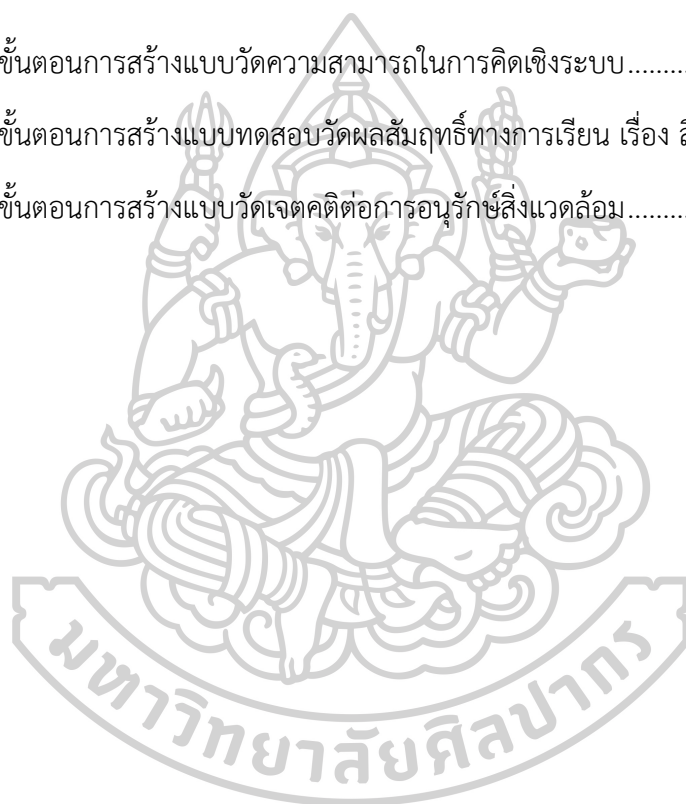 ขั้นตอนการสร้างแบบวัดความสามารถในการคิดเชิงระบบ........
ขั้นตอนการสร้างแบบทดสอบวัดผลสัมฤทธิ์ทางการเรียน เรื่อง
ขั้นตอนการสร้างแบบวัดเจตคติต่อการอนุรักษ์สิ่งแวดล้อม........
มหาวิทยาลัยศิลปากร